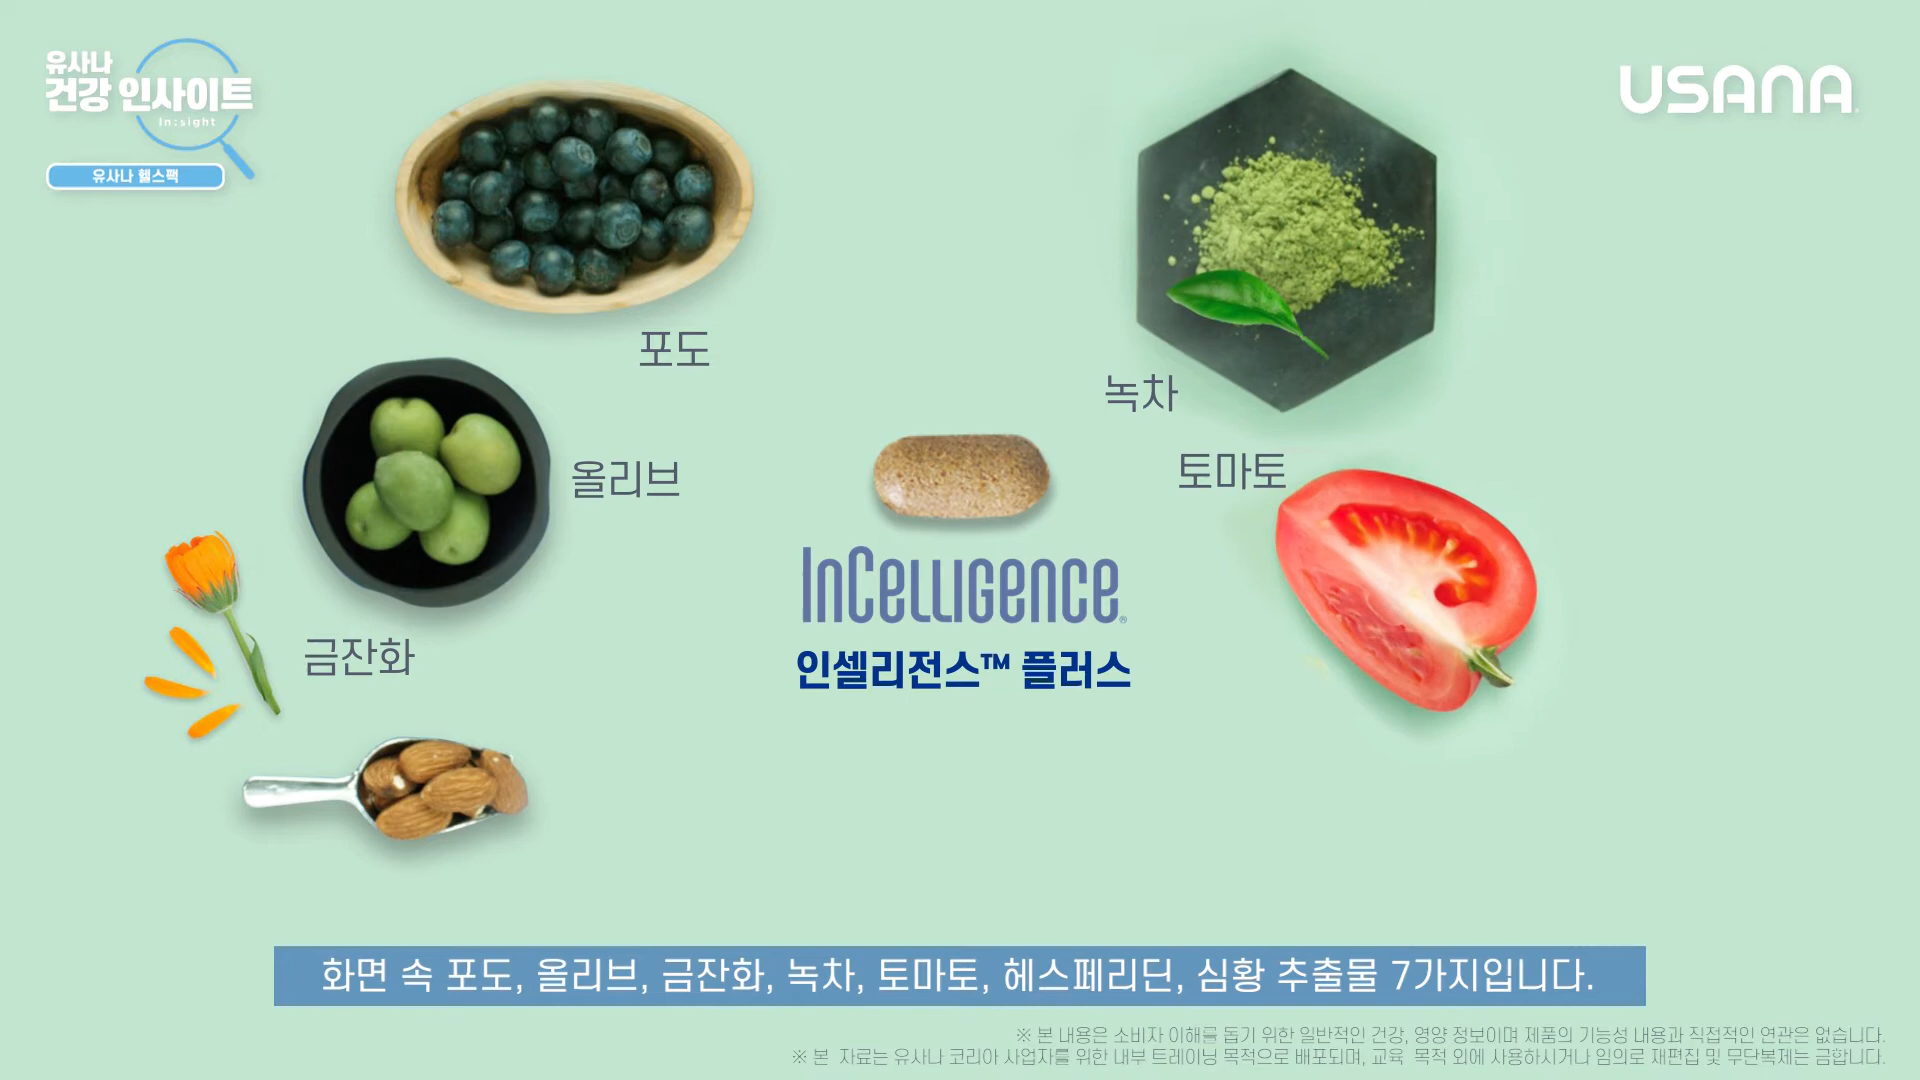 유사나
건강 인사이트
In:sight
유사나 헬스팩
USANA
포도
녹차
올리브
토마토
InCelligence®
인셀리전스™ 플러스
금잔화
화면 속 포도, 올리브, 금잔화, 녹차, 토마토, 헤스페리딘, 심황 추출물 7가지입니다.
※ 본 내용은 소비자 이해를 돕기 위한 일반적인 건강, 영양 정보이며 제품의 기능성 내용과 직접적인 연관은 없습니다.
※ 본 자료는 유사나 코리아 사업자를 위한 내부 트레이닝 목적으로 배포되며, 교육 목적 외에 사용하시거나 임의로 재편집 및 무단복제는 금합니다.